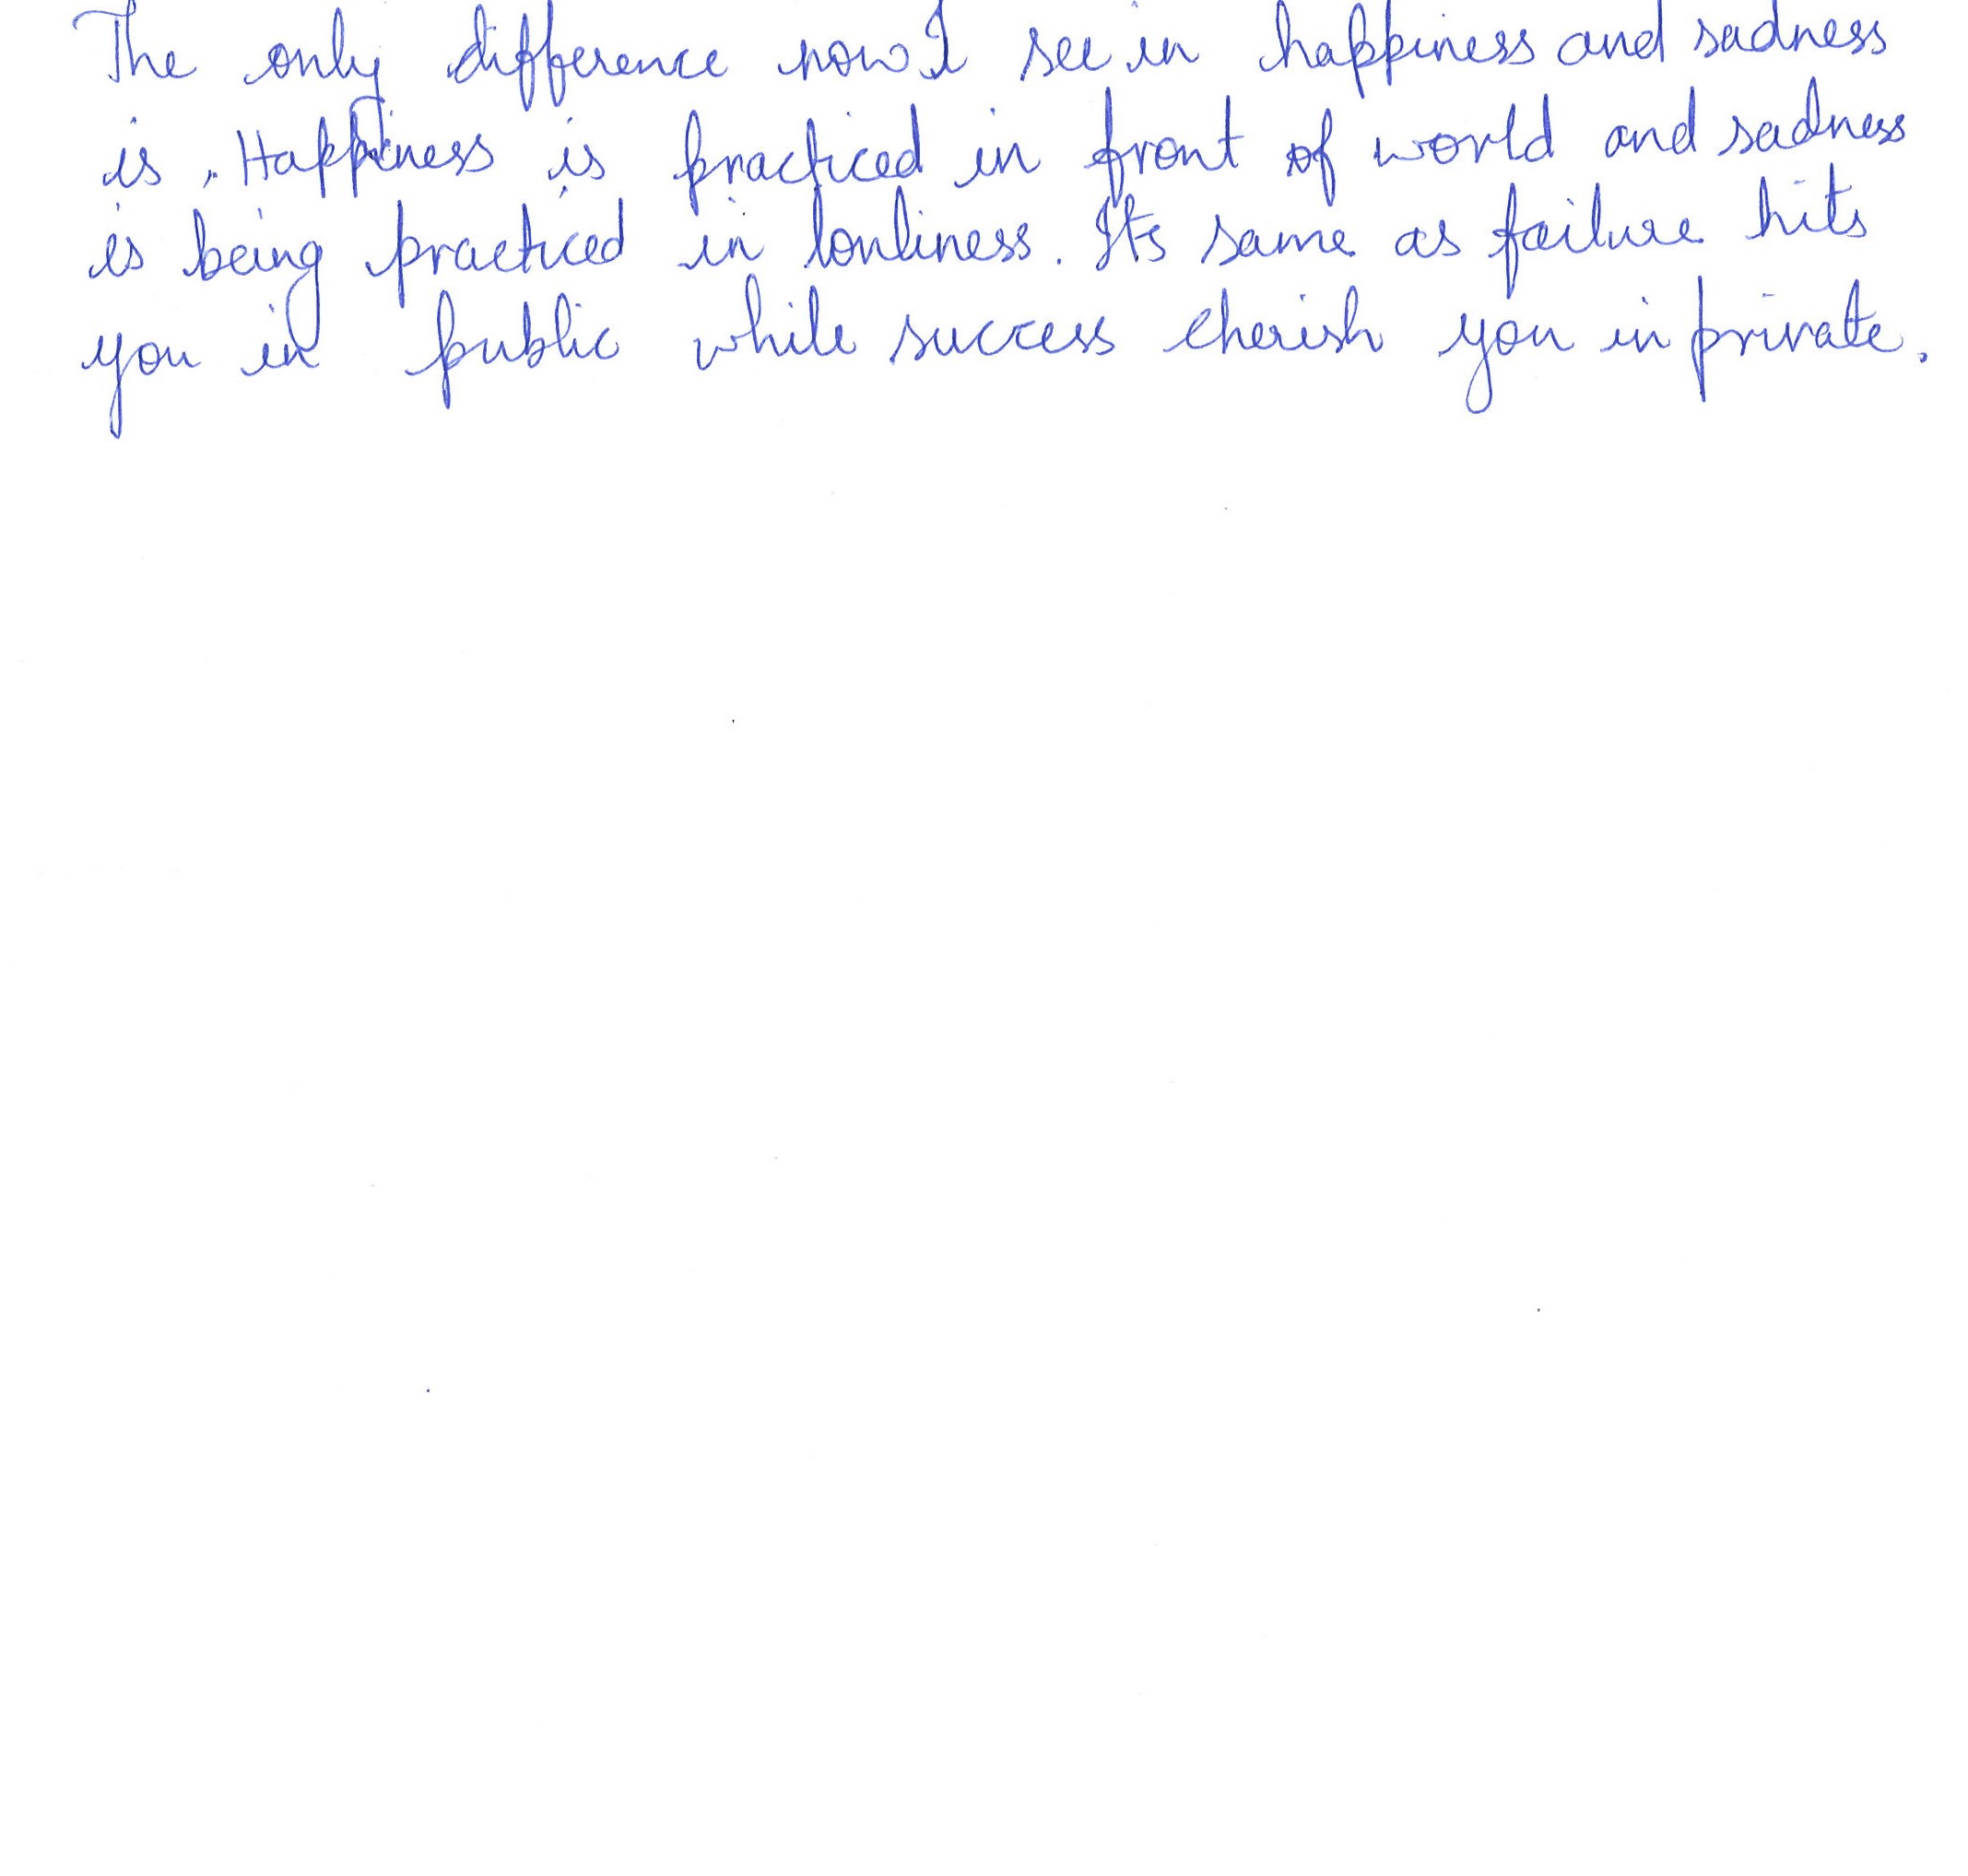 The only difference now I see in happiness and sadness
is, Happiness is practiced in front of world and sadness
is being practiced in lonliness. Its same as failure hits
you in public while success cherish you in private.